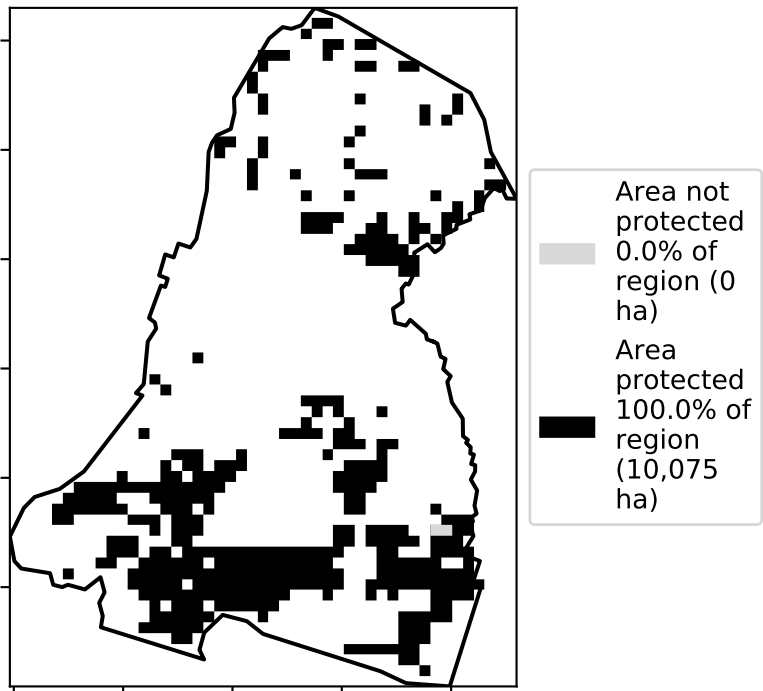 Area not
protected
0.0% of
region (0
ha)
Area
protected
100.0% of
region
(10,075
ha)